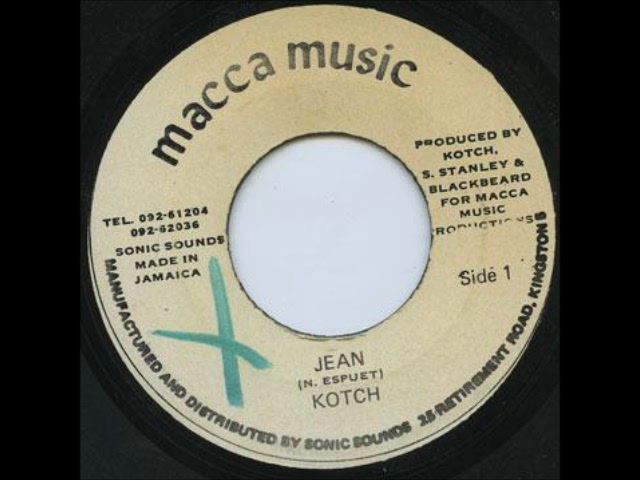 macca music
PRODUCED BY
KOTCH,
S. STANLEY &
BLACKBEARD
FOR MACCA
MUSIC
PRODUCTIONS
TEL. 092-61204
092-62036
SONIC SOUNDS
MADE IN
JAMAICA
Side 1
JEAN
(N. ESPUET)
KOTCH
MANUFACTURED AND DISTRIBUTED BY SONIC SOUNDS 25 RETIREMENT ROAD, KINGSTON 5